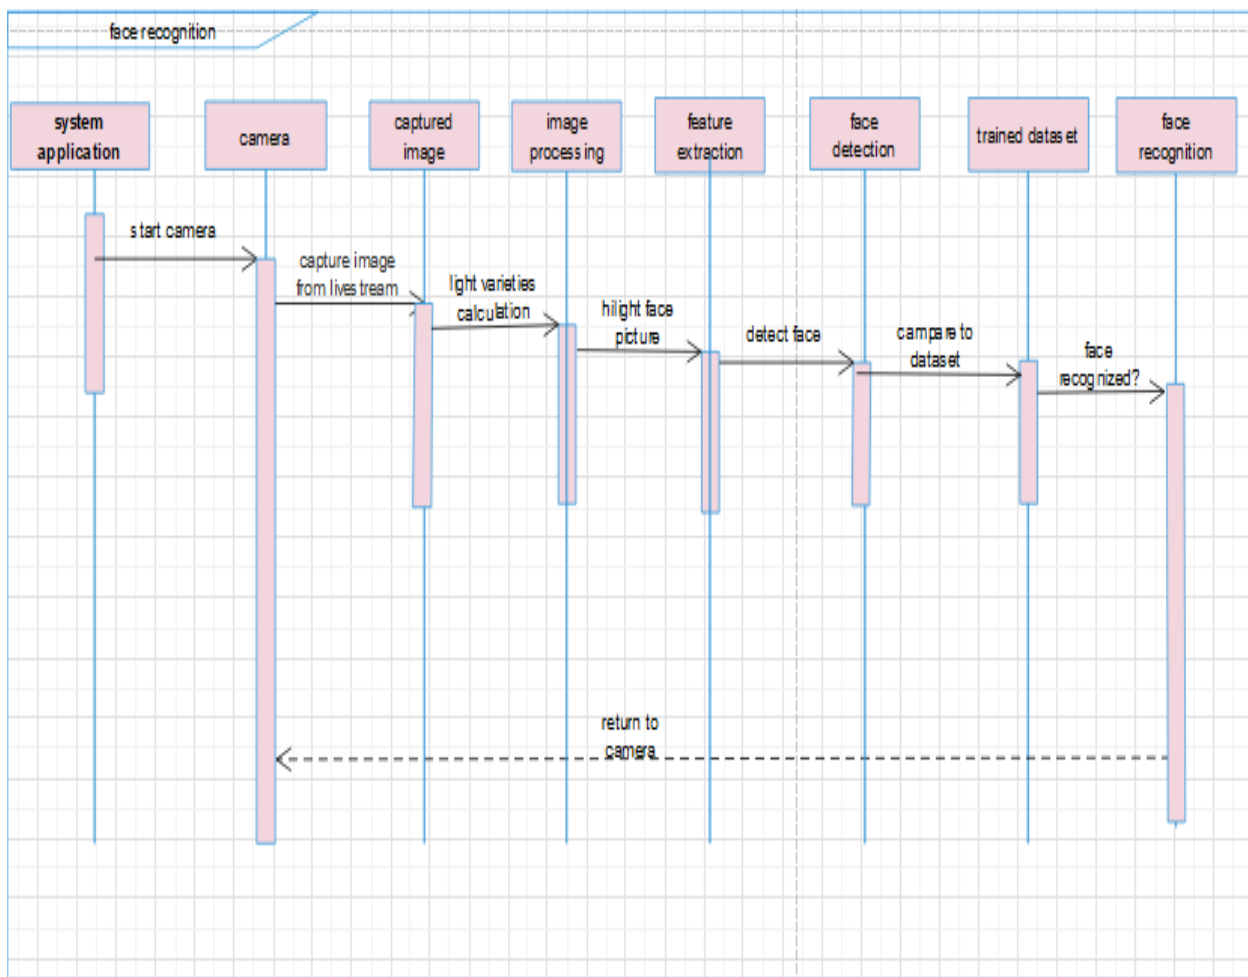 face recognition
system
application
camera
captured
image
image
processing
feature
extraction
face
detection
trained dataset
face
recognition
start camera
capture image
from livestream
light varieties
calculation
hilight face
picture
detect face
campare to
dataset
face
recognized?
return to
camera